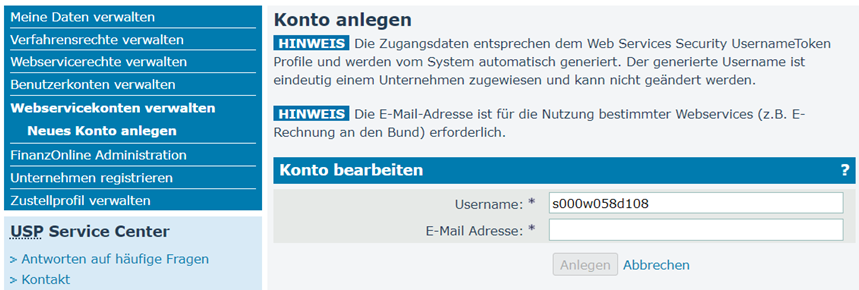 Meine Daten verwalten
Verfahrensrechte verwalten
Webservicerechte verwalten
Benutzerkonten verwalten
Webservicekonten verwalten
Neues Konto anlegen
FinanzOnline Administration
Unternehmen registrieren
Zustellprofil verwalten
USP Service Center
> Antworten auf häufige Fragen
> Kontakt
Konto anlegen
HINWEIS Die Zugangsdaten entsprechen dem Web Services Security UsernameToken
Profile und werden vom System automatisch generiert. Der generierte Username ist
eindeutig einem Unternehmen zugewiesen und kann nicht geändert werden.
HINWEIS Die E-Mail-Adresse ist für die Nutzung bestimmter Webservices (z.B. E-
Rechnung an den Bund) erforderlich.
Konto bearbeiten ?
Username: * s000w058d108
E-Mail Adresse: *
Anlegen Abbrechen